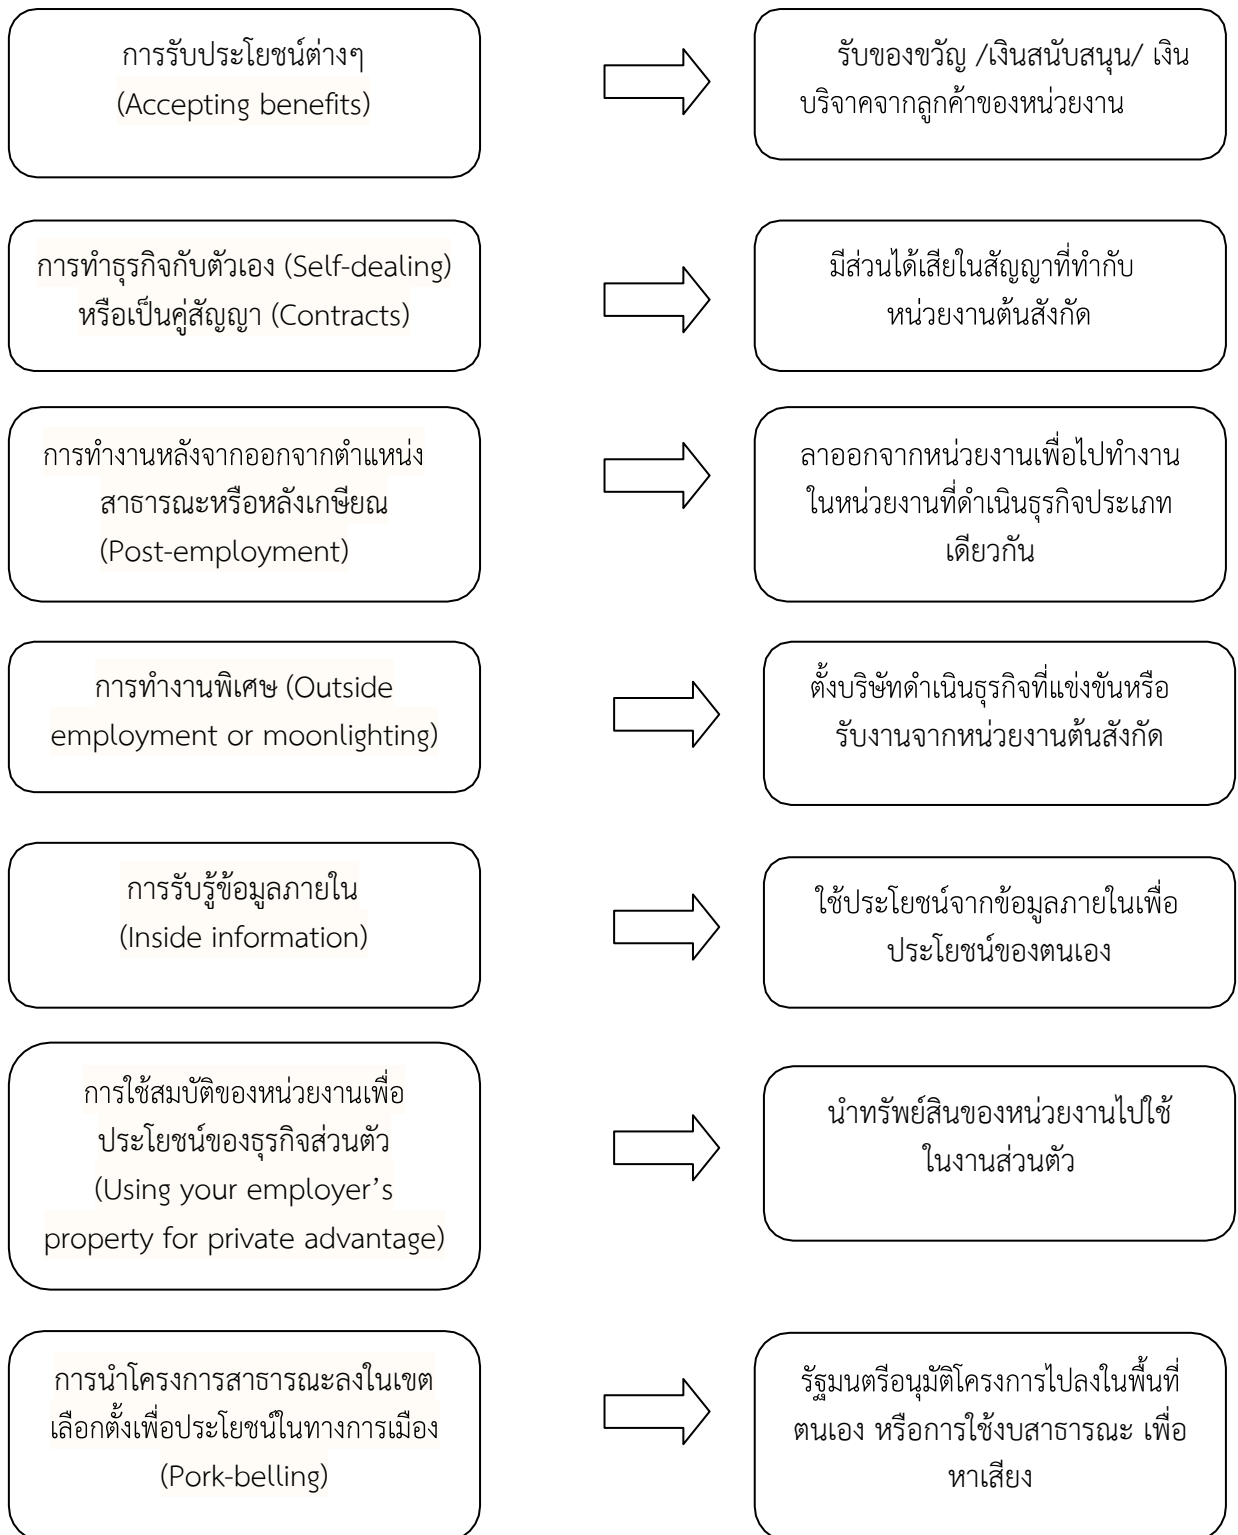 การรับประโยชน์ต่างๆ
(Accepting benefits)
รับของขวัญ /เงินสนับสนุน/ เงิน
บริจาคจากลูกค้าของหน่วยงาน
การทำธุรกิจกับตัวเอง (Self-dealing)
หรือเป็นคู่สัญญา (Contracts)
มีส่วนได้เสียในสัญญาที่ทำกับ
หน่วยงานต้นสังกัด
การทำงานหลังจากออกจากตำแหน่ง
สาธารณะหรือหลังเกษียณ
(Post-employment)
ลาออกจากหน่วยงานเพื่อไปทำงาน
ในหน่วยงานที่ดำเนินธุรกิจประเภท
เดียวกัน
การทำงานพิเศษ (Outside
employment or moonlighting)
ตั้งบริษัทดำเนินธุรกิจที่แข่งขันหรือ
รับงานจากหน่วยงานต้นสังกัด
การรับรู้ข้อมูลภายใน
(Inside information)
ใช้ประโยชน์จากข้อมูลภายในเพื่อ
ประโยชน์ของตนเอง
การใช้สมบัติของหน่วยงานเพื่อ
ประโยชน์ของธุรกิจส่วนตัว
(Using your employer’s
property for private advantage)
นำทรัพย์สินของหน่วยงานไปใช้
ในงานส่วนตัว
การนำโครงการสาธารณะลงในเขต
เลือกตั้งเพื่อประโยชน์ในทางการเมือง
(Pork-belling)
รัฐมนตรีอนุมัติโครงการไปลงในพื้นที่
ตนเอง หรือการใช้งบสาธารณะ เพื่อ
หาเสียง